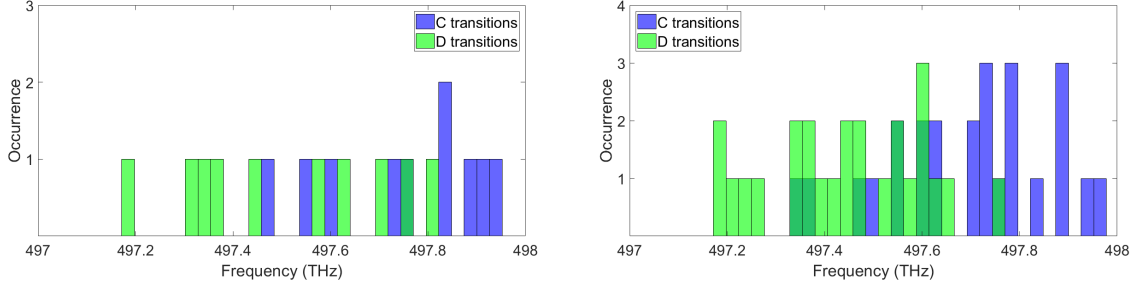 3
2
1
Occurrence
C transitions
D transitions
497
497.2
497.4
497.6
497.8
498
Frequency (THz)
4
3
2
1
Occurrence
C transitions
D transitions
497
497.2
497.4
497.6
497.8
498
Frequency (THz)